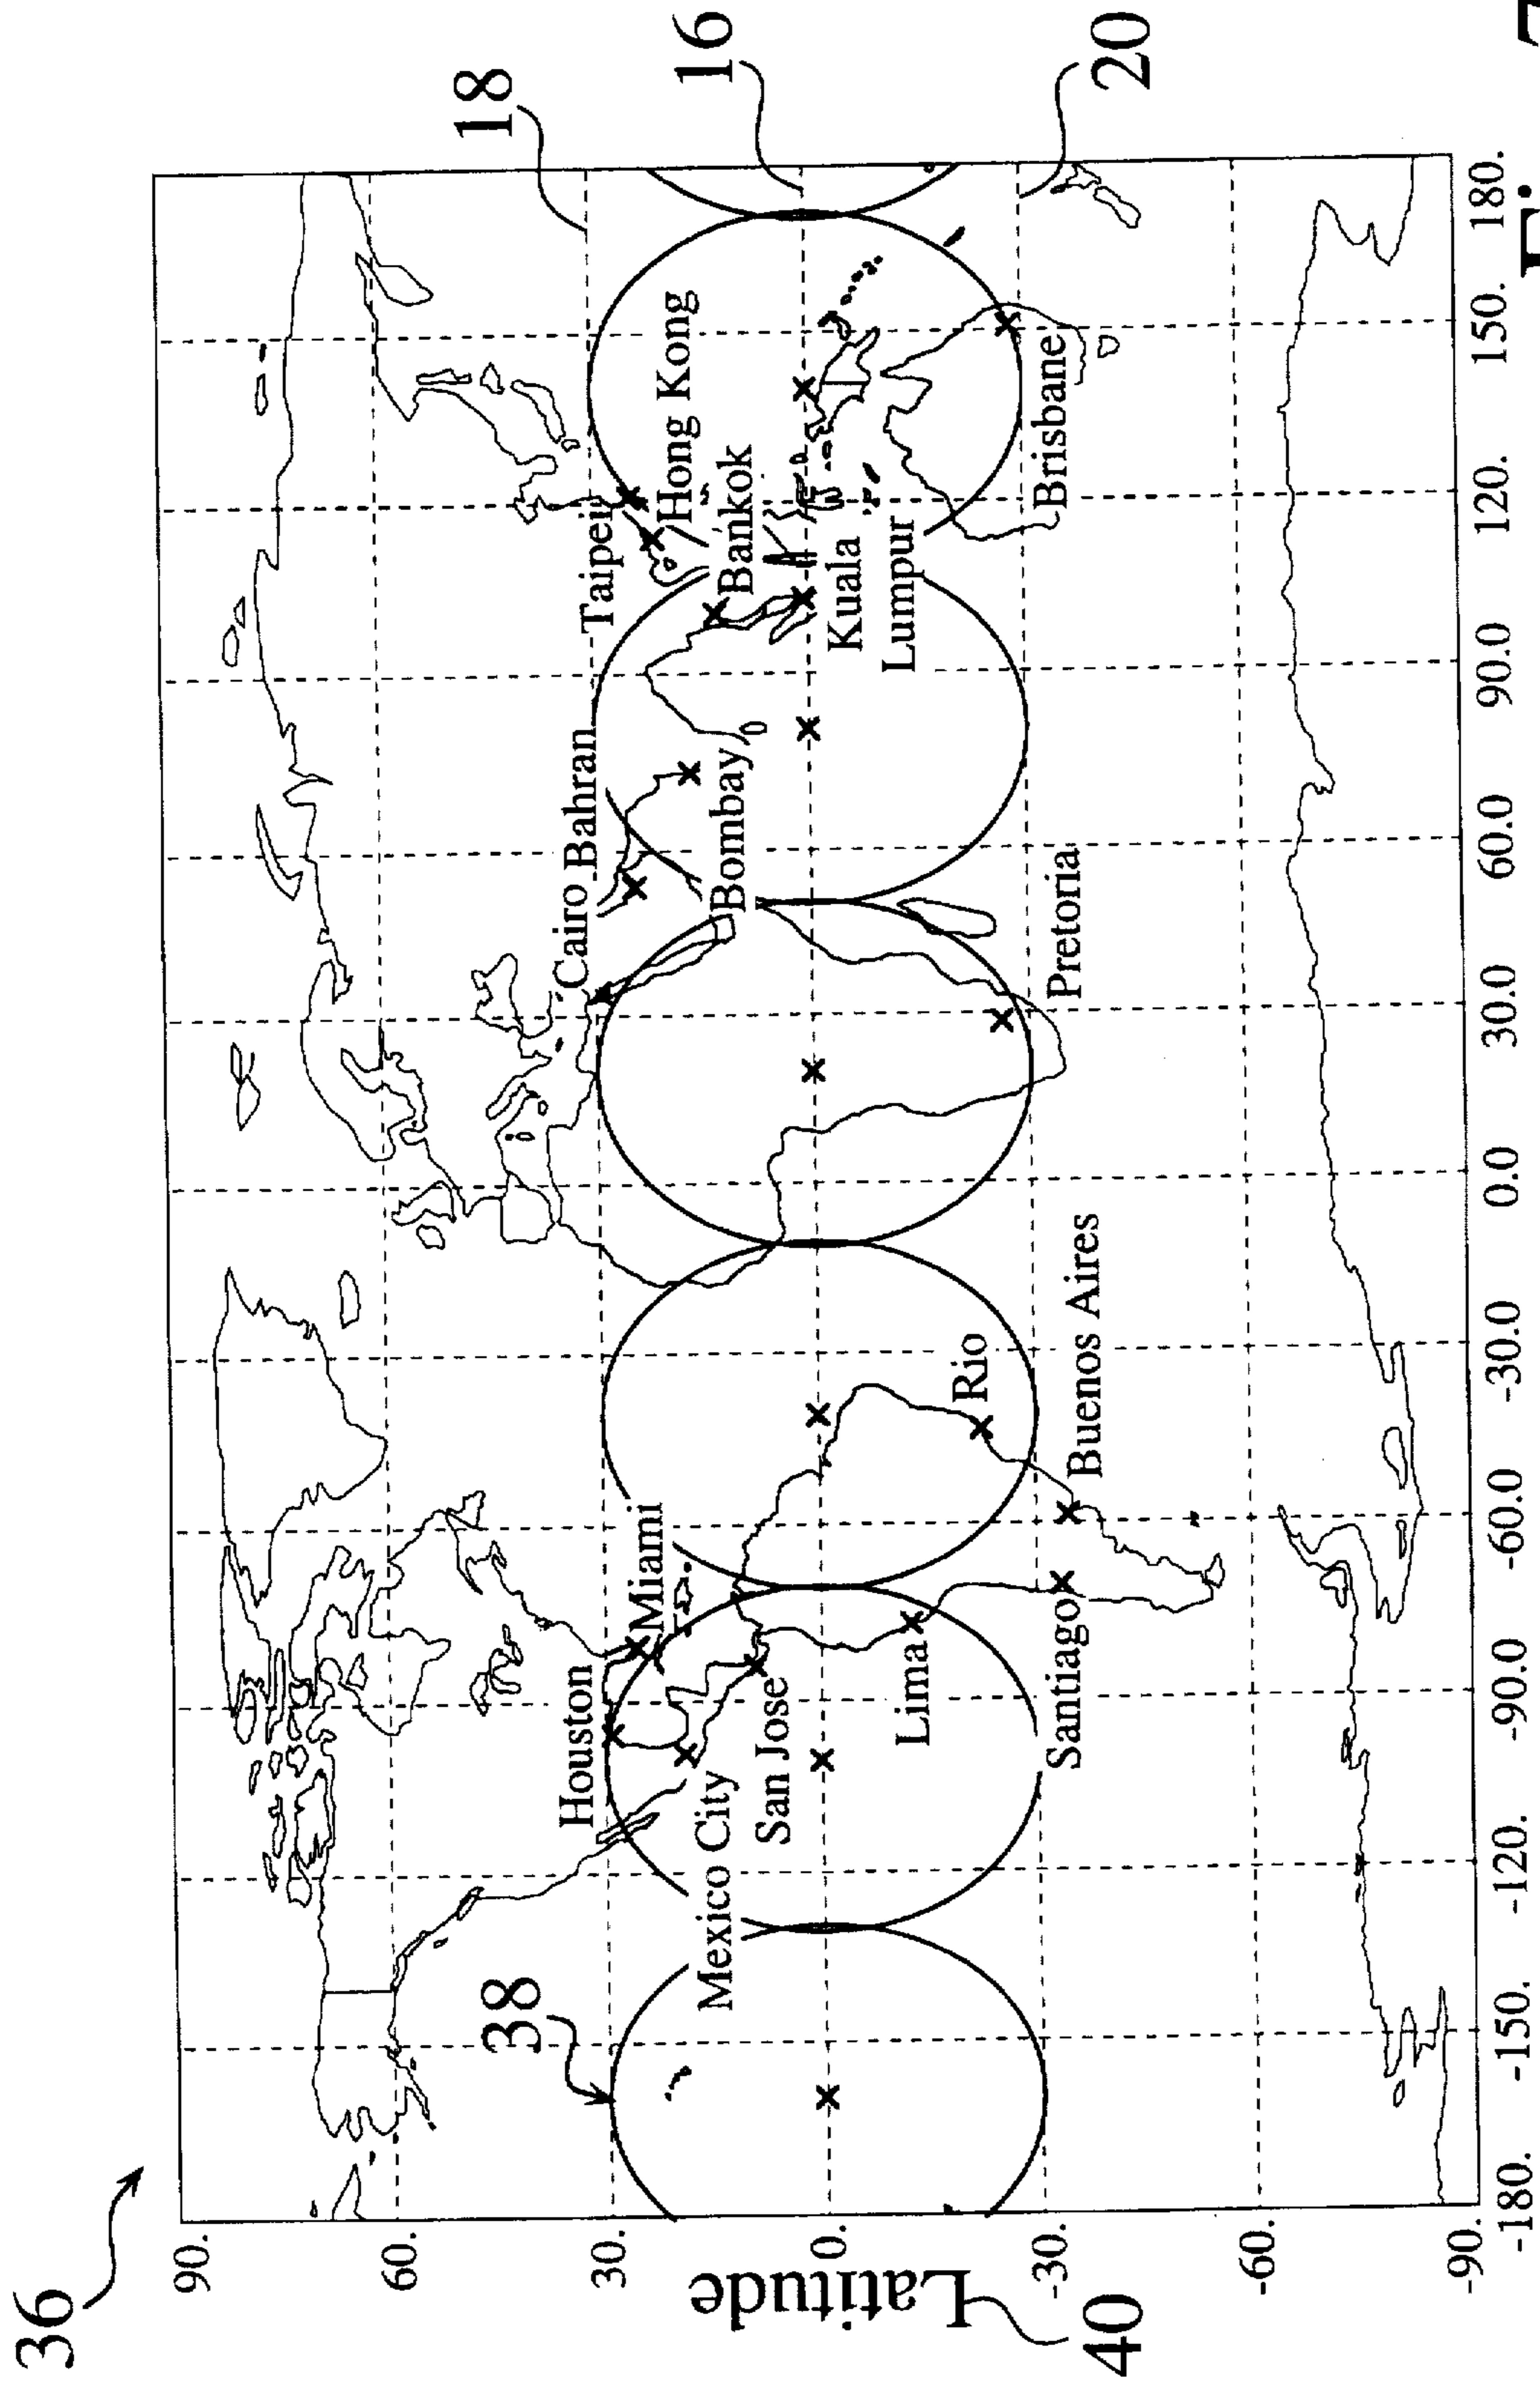 36
38
18
16
20
40
Latitude
90.
60.
30.
0.
-30.
-60.
-90.
-180.
-150.
-120.
-90.0
-60.0
-30.0
0.0
30.0
60.0
90.0
120.
150.
180.
Houston
Miami
Mexico City
San Jose
Lima
Santiago
Rio
Buenos Aires
Cairo
Bahran
Bombay
Pretoria
Taipei
Hong Kong
Bankok
Kuala
Lumpur
Brisbane